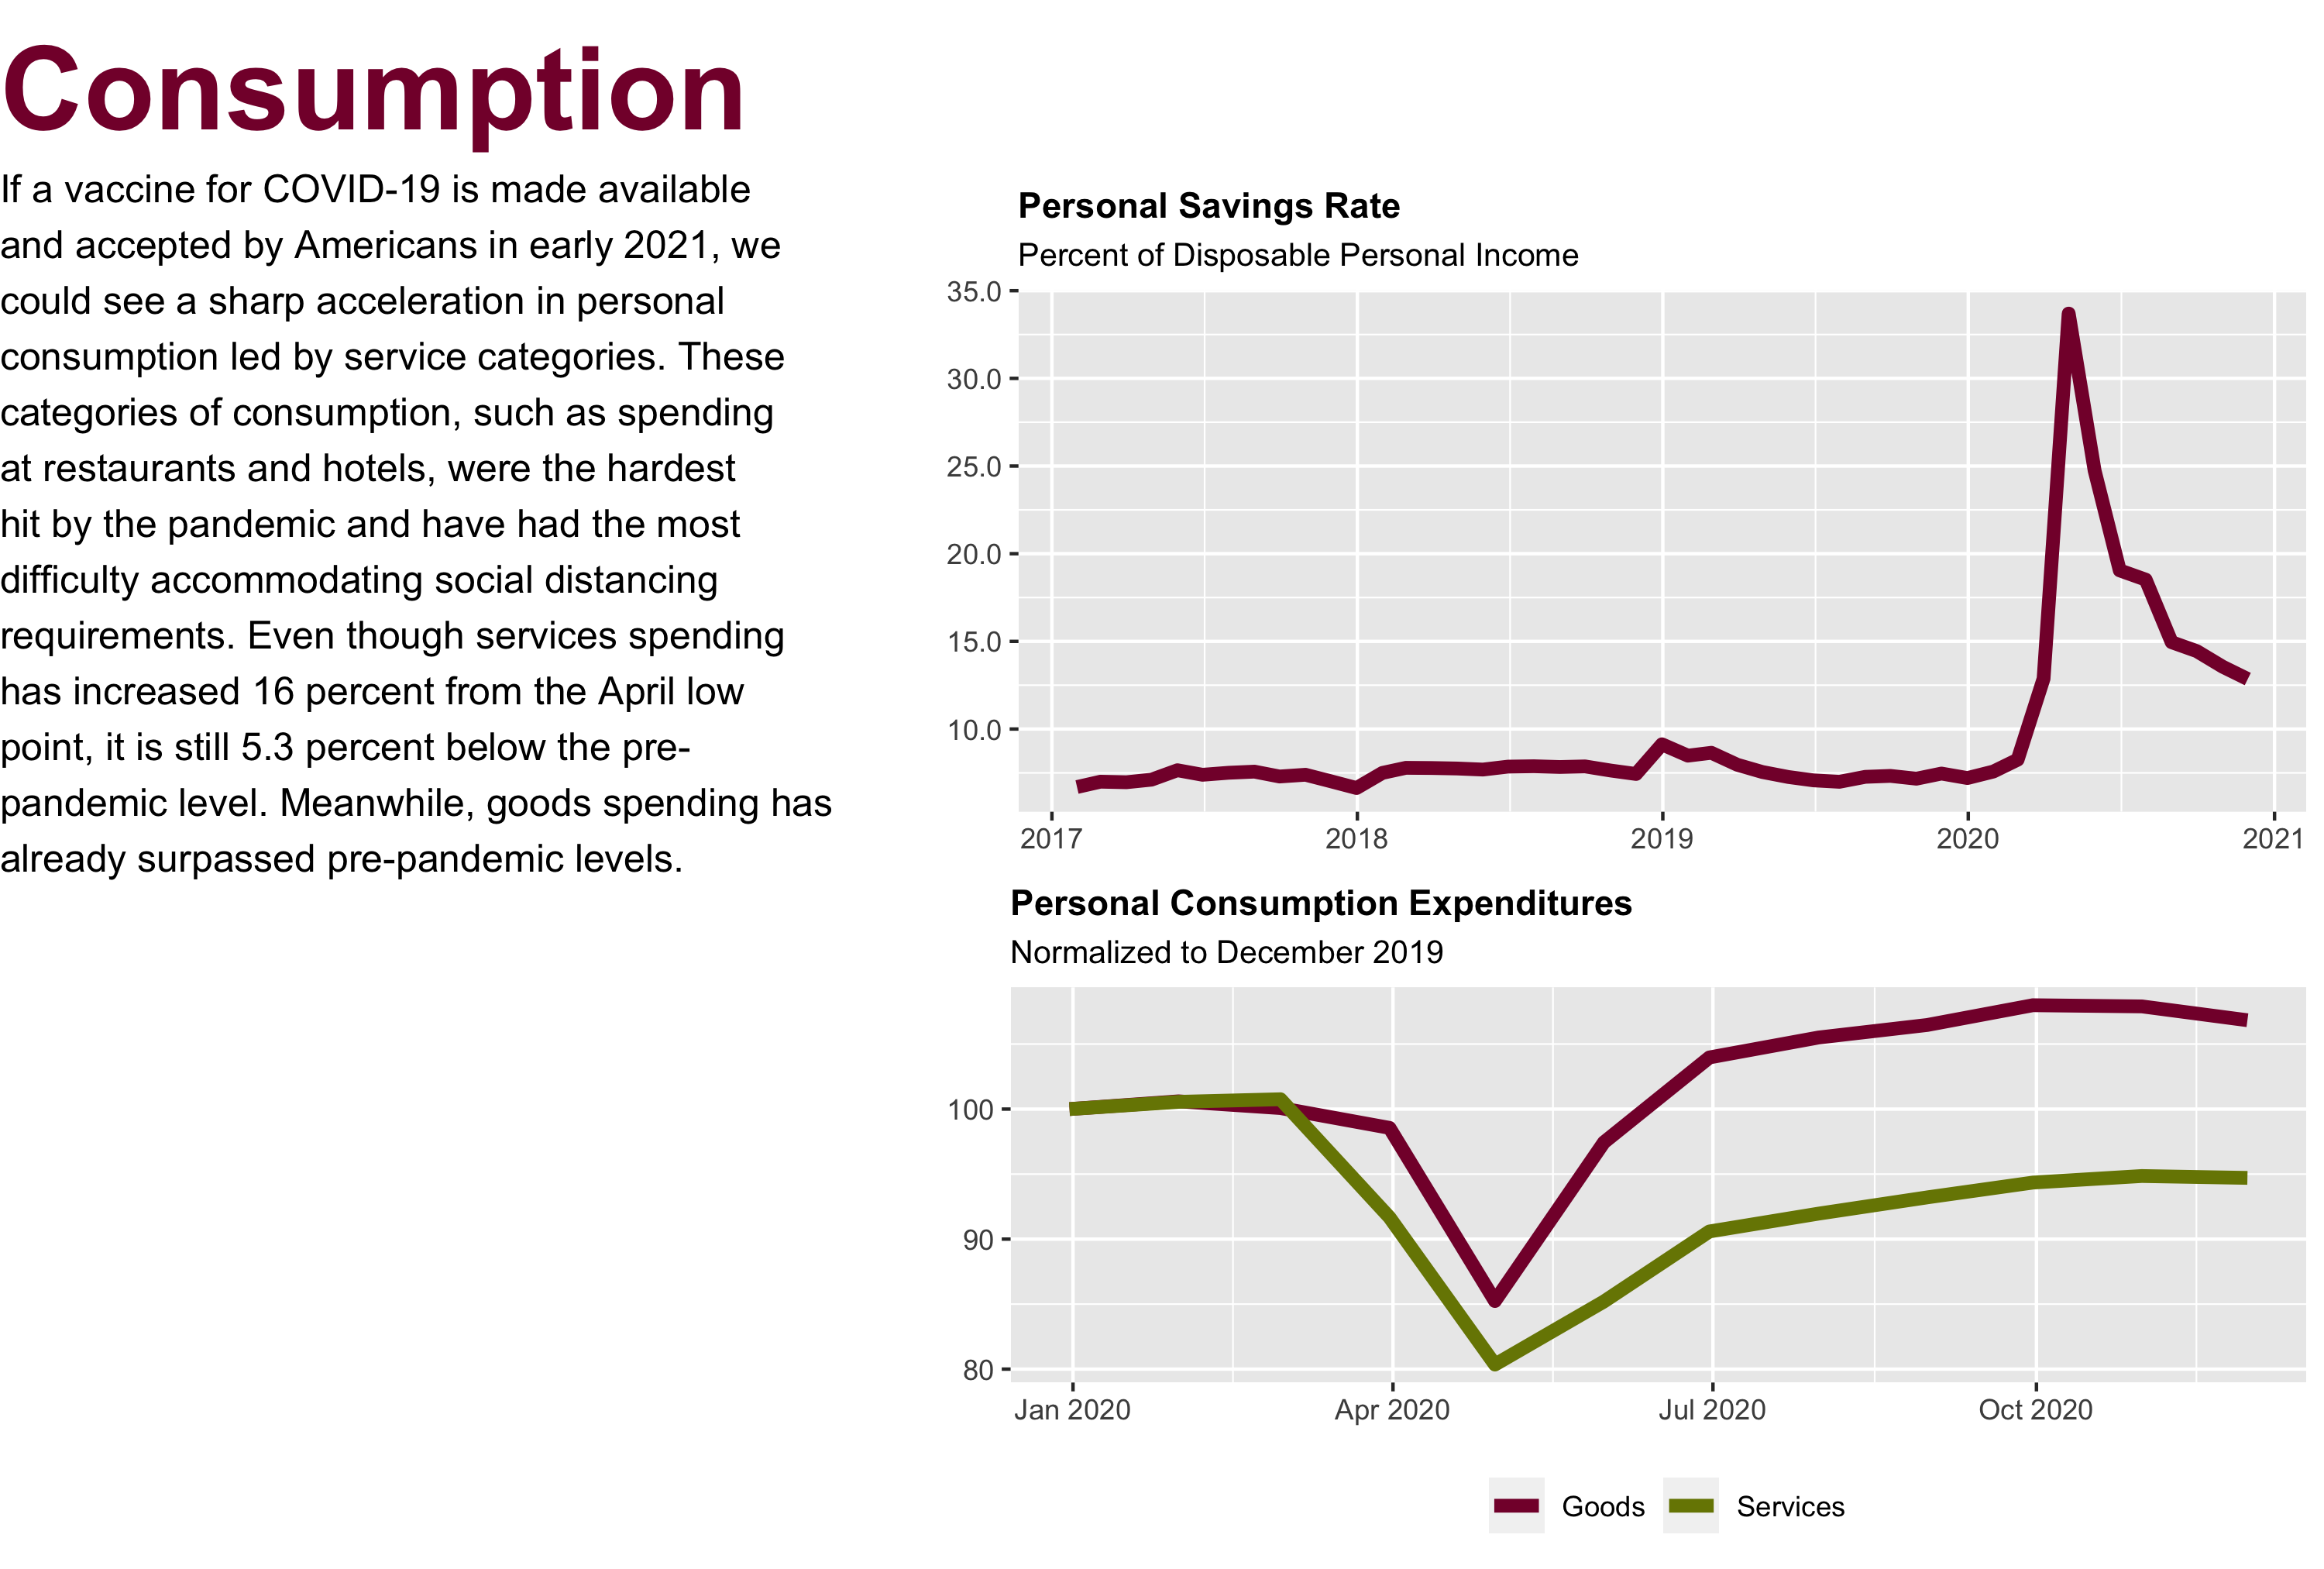 Consumption
If a vaccine for COVID-19 is made available
and accepted by Americans in early 2021, we
could see a sharp acceleration in personal
consumption led by service categories. These
categories of consumption, such as spending
at restaurants and hotels, were the hardest
hit by the pandemic and have had the most
difficulty accommodating social distancing
requirements. Even though services spending
has increased 16 percent from the April low
point, it is still 5.3 percent below the pre-
pandemic level. Meanwhile, goods spending has
already surpassed pre-pandemic levels.
Personal Savings Rate
Percent of Disposable Personal Income
35.0
30.0
25.0
20.0
15.0
10.0
2017 2018 2019 2020 2021
Personal Consumption Expenditures
Normalized to December 2019
100
90
80
Jan 2020 Apr 2020 Jul 2020 Oct 2020
Goods Services